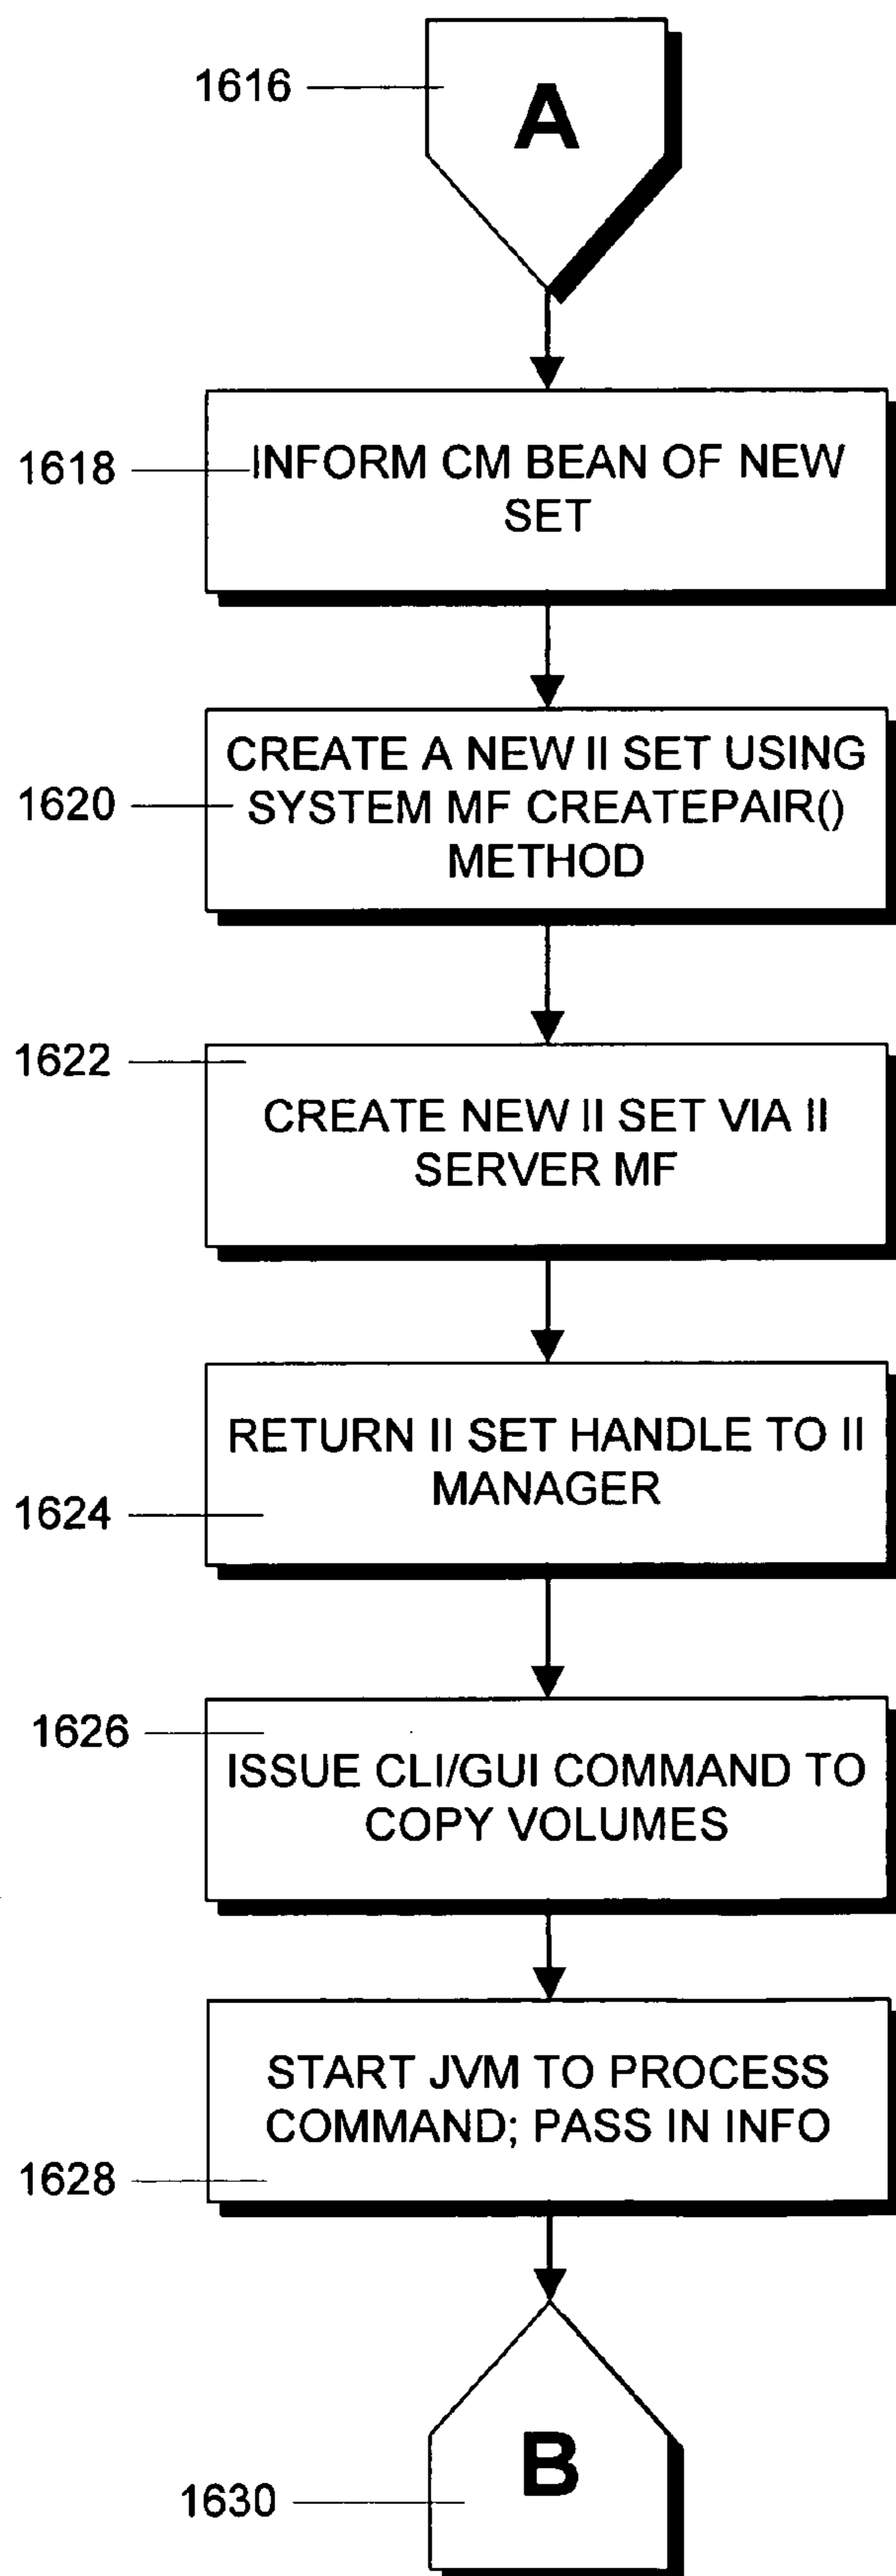 1616
A
1618
INFORM CM BEAN OF NEW
SET
1620
CREATE A NEW II SET USING
SYSTEM MF CREATEPAIR()
METHOD
1622
CREATE NEW II SET VIA II
SERVER MF
1624
RETURN II SET HANDLE TO II
MANAGER
1626
ISSUE CLI/GUI COMMAND TO
COPY VOLUMES
1628
START JVM TO PROCESS
COMMAND; PASS IN INFO
1630
B